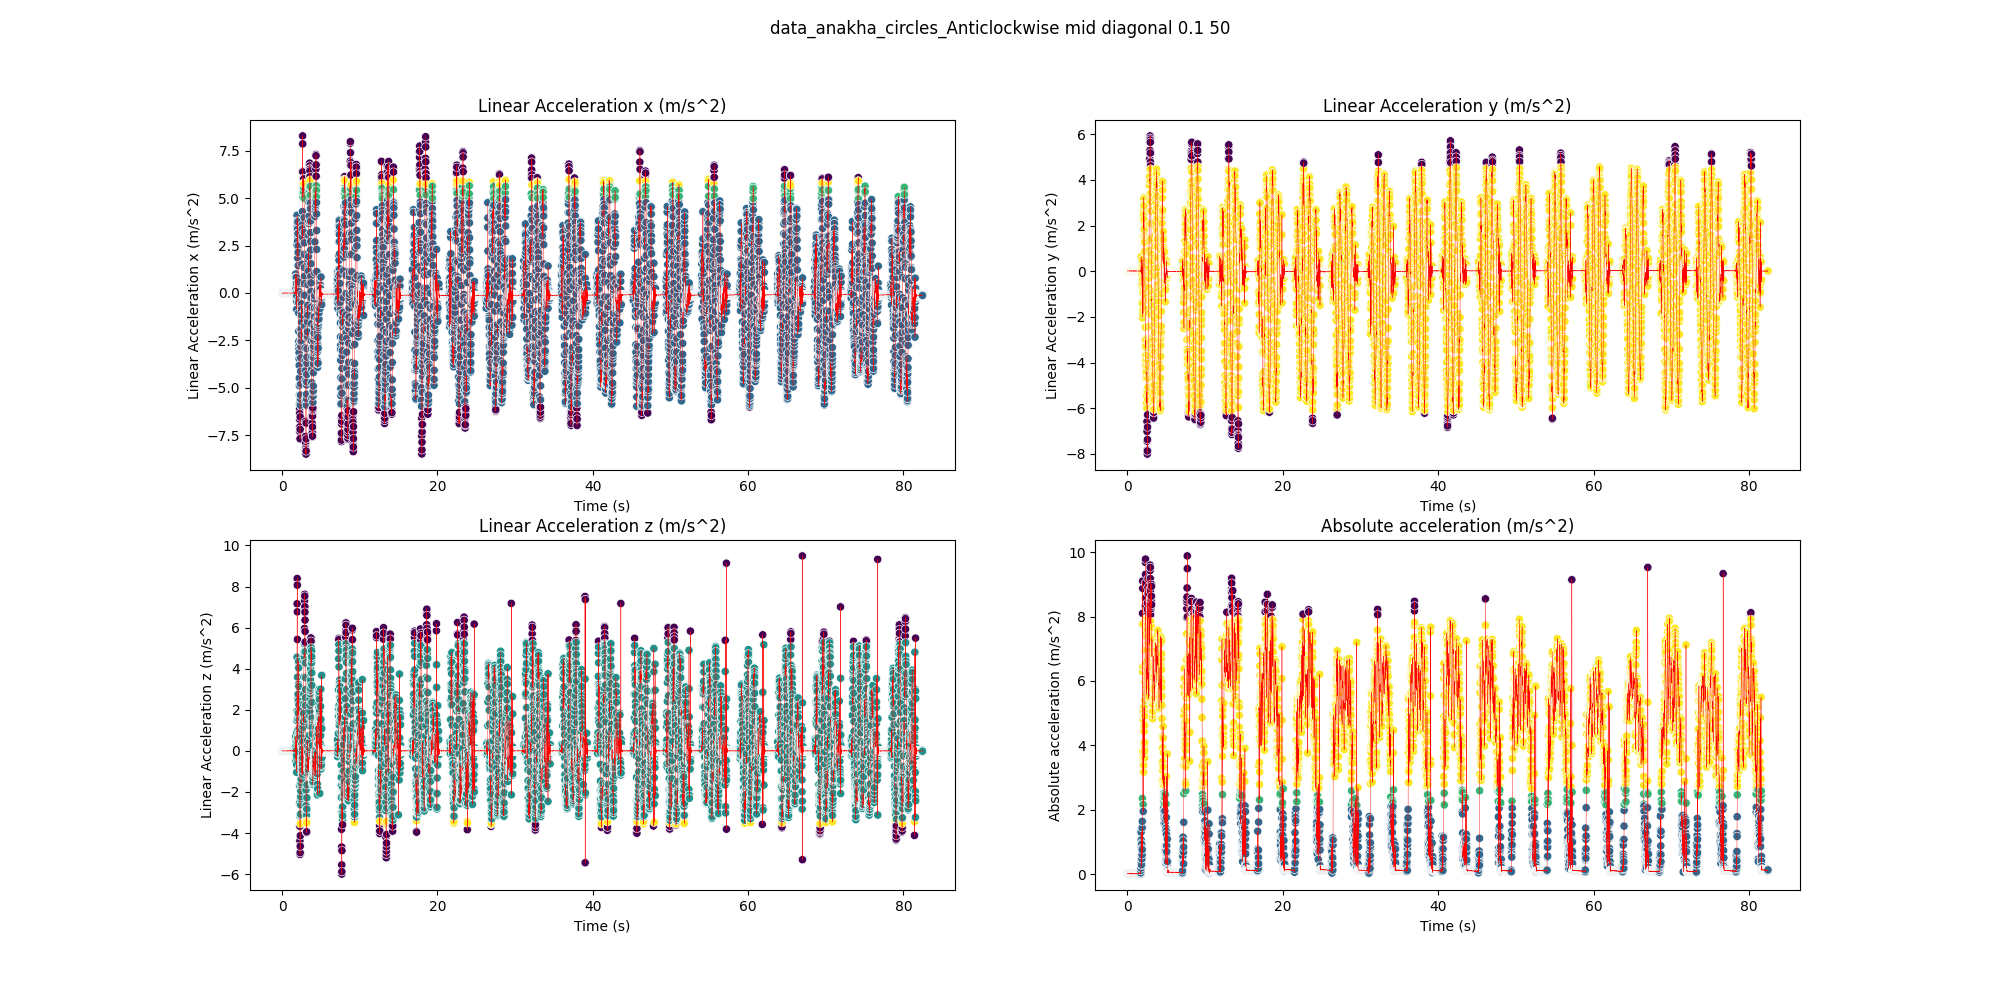 data_anakha_circles_Anticlockwise mid diagonal 0.1 50
Linear Acceleration x (m/s^2)
Linear Acceleration x (m/s^2)
7.5
5.0
2.5
0.0
−2.5
−5.0
−7.5
0 20 40 60 80
Time (s)
Linear Acceleration y (m/s^2)
Linear Acceleration y (m/s^2)
6
4
2
0
−2
−4
−6
−8
0 20 40 60 80
Time (s)
Linear Acceleration z (m/s^2)
Linear Acceleration z (m/s^2)
10
8
6
4
2
0
−2
−4
−6
0 20 40 60 80
Time (s)
Absolute acceleration (m/s^2)
Absolute acceleration (m/s^2)
10
8
6
4
2
0
0 20 40 60 80
Time (s)